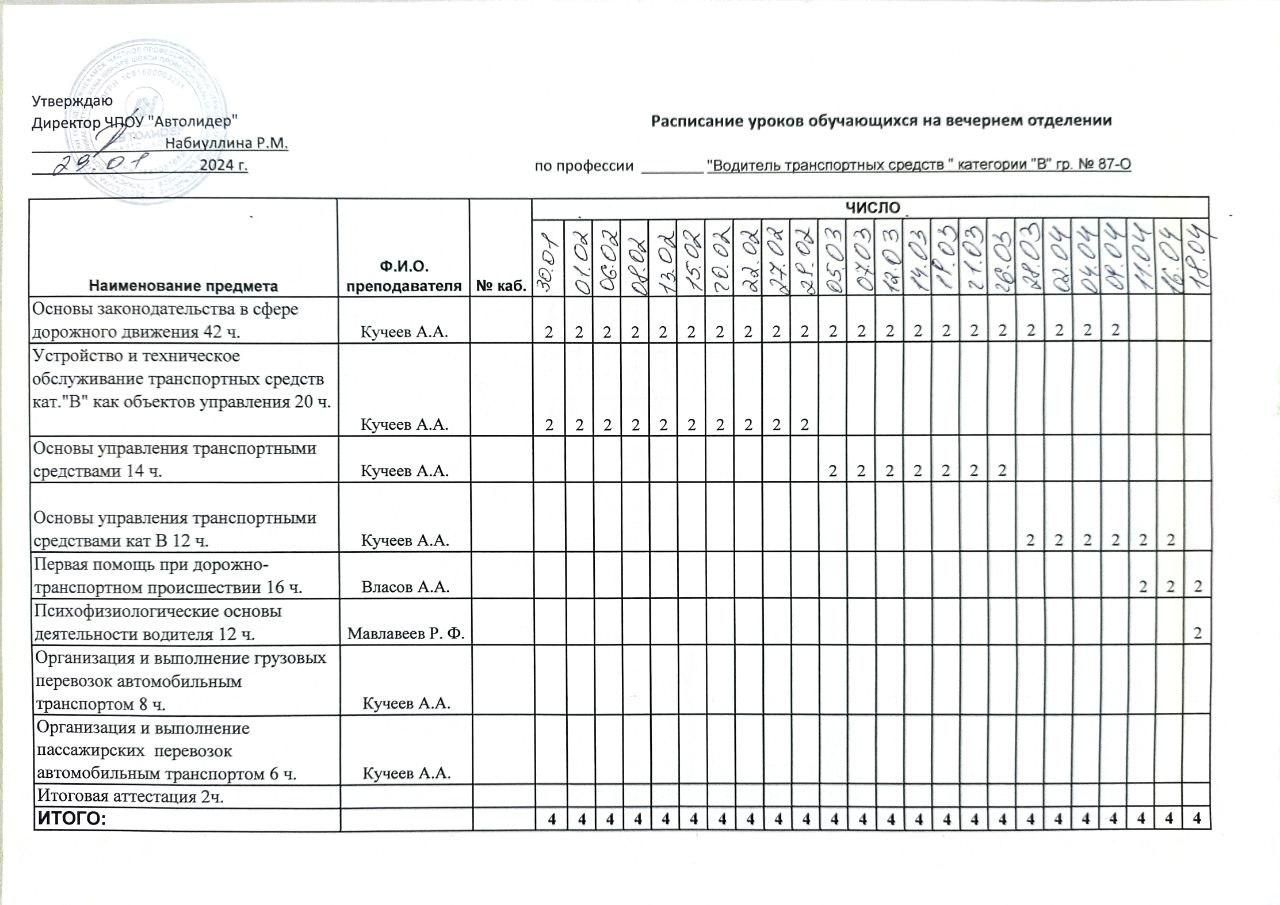 Утверждаю
Директор ЧПОУ "Автолидер"
Набиуллина Р.М.
29.01 2024 г.
Расписание уроков обучающихся на вечернем отделении
по профессии "Водитель транспортных средств " категории "В" гр. № 87-О
Наименование предмета Ф.И.О. преподавателя № каб. ЧИСЛО
30.01 01.02 06.02 08.02 13.02 15.02 20.02 22.02 27.02 29.02 05.03 07.03 12.03 14.03 19.03 21.03 26.03 28.03 02.04 04.04 09.04 11.04 16.04 18.04
Основы законодательства в сфере
дорожного движения 42 ч. Кучеев А.А. 2 2 2 2 2 2 2 2 2 2 2 2 2 2 2 2 2 2 2 2 2
Устройство и техническое
обслуживание транспортных средств
кат."В" как объектов управления 20 ч.
Кучеев А.А. 2 2 2 2 2 2 2 2 2 2
Основы управления транспортными
средствами 14 ч. Кучеев А.А. 2 2 2 2 2 2 2
Основы управления транспортными
средствами кат В 12 ч. Кучеев А.А. 2 2 2 2 2 2
Первая помощь при дорожно-
транспортном происшествии 16 ч. Власов А.А. 2 2 2
Психофизиологические основы
деятельности водителя 12 ч. Мавлавеев Р. Ф. 2
Организация и выполнение грузовых
перевозок автомобильным
транспортом 8 ч. Кучеев А.А.
Организация и выполнение
пассажирских перевозок
автомобильным транспортом 6 ч. Кучеев А.А.
Итоговая аттестация 2ч.
ИТОГО: 4 4 4 4 4 4 4 4 4 4 4 4 4 4 4 4 4 4 4 4 4 4 4 4